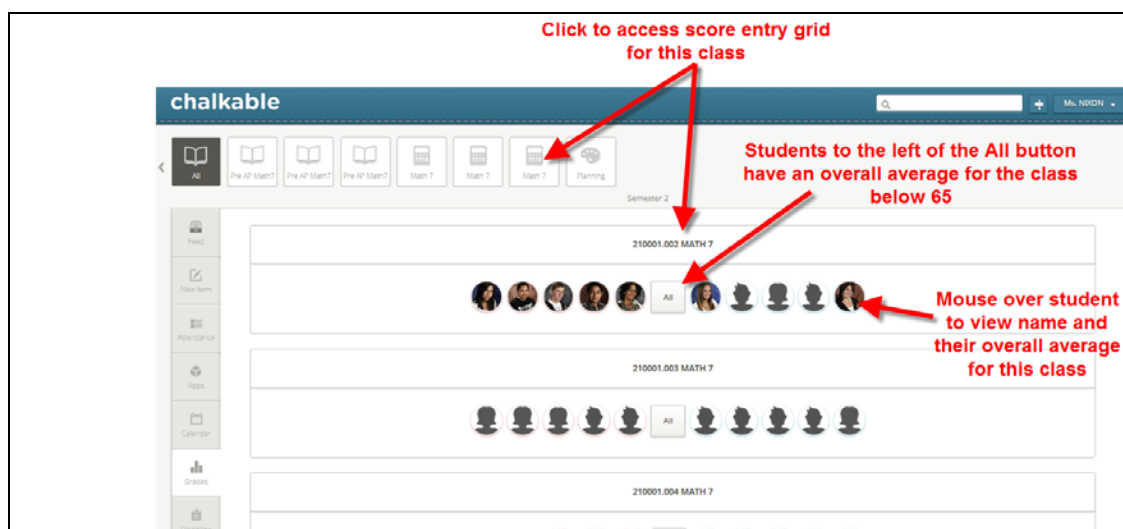 Click to access score entry grid
for this class
chalkable
Ms. NIXON
All
Pre AP Math7
Pre AP Math7
Pre AP Math7
Math 7
Math 7
Math 7
Planning
Students to the left of the All button
have an overall average for the class
below 65
Semester 2
Feed
New Item
Attendance
Apps
Calendar
Grades
210001.002 MATH 7
All
Mouse over student
to view name and
their overall average
for this class
210001.003 MATH 7
All
210001.004 MATH 7